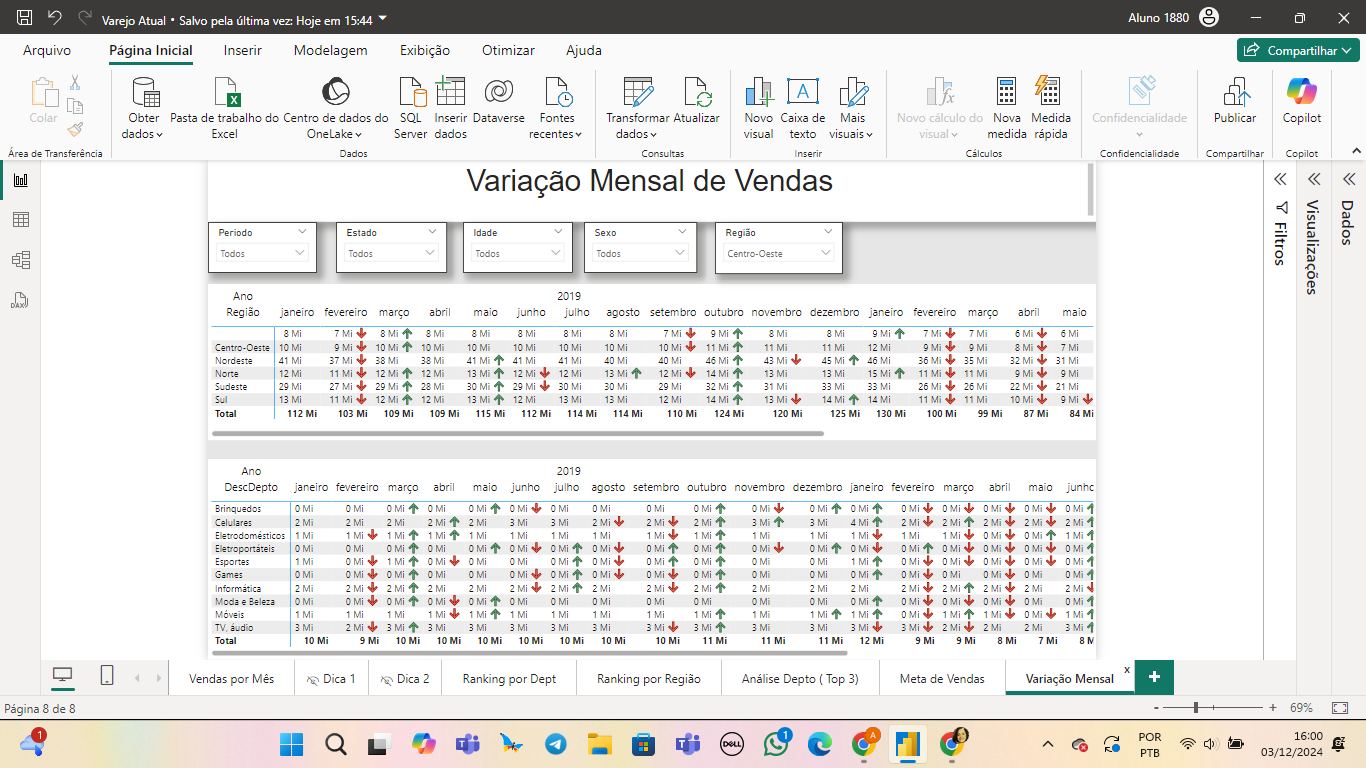 Varejo Atual • Salvo pela última vez: Hoje em 15:44
Aluno 1880
Arquivo Página Inicial Inserir Modelagem Exibição Otimizar Ajuda Compartilhar
Colar
Obter dados
Pasta de trabalho do Excel
Centro de dados do OneLake
SQL Server
Inserir dados
Dataverse
Fontes recentes
Transformar dados
Atualizar
Novo visual
Caixa de texto
Mais visuais
Novo cálculo do visual
Nova medida
Medida rápida
Confidencialidade
Publicar
Copilot
Área de Transferência Dados Consultas Inserir Cálculos Confidencialidade Compartilhar Copilot
Variação Mensal de Vendas
Periodo Estado Idade Sexo Região
Todos Todos Todos Todos Centro-Oeste
Filtros
Visualizações
Dados
DAX
Ano 2019
Região janeiro fevereiro março abril maio junho julho agosto setembro outubro novembro dezembro janeiro fevereiro março abril maio
8 Mi 7 Mi 8 Mi 8 Mi 8 Mi 8 Mi 8 Mi 8 Mi 7 Mi 9 Mi 8 Mi 8 Mi 9 Mi 7 Mi 7 Mi 6 Mi 6 Mi
Centro-Oeste 10 Mi 9 Mi 10 Mi 10 Mi 10 Mi 10 Mi 10 Mi 10 Mi 10 Mi 11 Mi 11 Mi 11 Mi 12 Mi 9 Mi 9 Mi 8 Mi 7 Mi
Nordeste 41 Mi 37 Mi 38 Mi 38 Mi 41 Mi 41 Mi 41 Mi 40 Mi 40 Mi 46 Mi 43 Mi 45 Mi 46 Mi 36 Mi 35 Mi 32 Mi 31 Mi
Norte 12 Mi 11 Mi 12 Mi 12 Mi 13 Mi 12 Mi 12 Mi 13 Mi 12 Mi 14 Mi 13 Mi 13 Mi 15 Mi 11 Mi 11 Mi 9 Mi 9 Mi
Sudeste 29 Mi 27 Mi 29 Mi 28 Mi 30 Mi 29 Mi 30 Mi 30 Mi 29 Mi 32 Mi 31 Mi 33 Mi 33 Mi 26 Mi 26 Mi 22 Mi 21 Mi
Sul 13 Mi 11 Mi 12 Mi 12 Mi 13 Mi 12 Mi 13 Mi 13 Mi 12 Mi 14 Mi 13 Mi 14 Mi 14 Mi 11 Mi 11 Mi 10 Mi 9 Mi
Total 112 Mi 103 Mi 109 Mi 109 Mi 115 Mi 112 Mi 114 Mi 114 Mi 110 Mi 124 Mi 120 Mi 125 Mi 130 Mi 100 Mi 99 Mi 87 Mi 84 Mi
Ano 2019
DescDepto janeiro fevereiro março abril maio junho julho agosto setembro outubro novembro dezembro janeiro fevereiro março abril maio junho
Brinquedos 0 Mi 0 Mi 0 Mi 0 Mi 0 Mi 0 Mi 0 Mi 0 Mi 0 Mi 0 Mi 0 Mi 0 Mi 0 Mi 0 Mi 0 Mi 0 Mi 0 Mi 0 Mi
Celulares 2 Mi 2 Mi 2 Mi 2 Mi 2 Mi 3 Mi 3 Mi 2 Mi 2 Mi 2 Mi 3 Mi 3 Mi 4 Mi 2 Mi 2 Mi 2 Mi 2 Mi 2 Mi
Eletrodomésticos 1 Mi 1 Mi 1 Mi 1 Mi 1 Mi 1 Mi 1 Mi 1 Mi 1 Mi 1 Mi 1 Mi 1 Mi 1 Mi 1 Mi 1 Mi 0 Mi 1 Mi 1 Mi
Eletroportáteis 0 Mi 0 Mi 0 Mi 0 Mi 0 Mi 0 Mi 0 Mi 0 Mi 0 Mi 0 Mi 0 Mi 0 Mi 0 Mi 0 Mi 0 Mi 0 Mi 0 Mi 0 Mi
Esportes 1 Mi 0 Mi 1 Mi 0 Mi 0 Mi 0 Mi 0 Mi 0 Mi 0 Mi 0 Mi 0 Mi 0 Mi 1 Mi 0 Mi 0 Mi 0 Mi 0 Mi 0 Mi
Games 0 Mi 0 Mi 0 Mi 0 Mi 0 Mi 0 Mi 0 Mi 0 Mi 0 Mi 0 Mi 0 Mi 0 Mi 0 Mi 0 Mi 0 Mi 0 Mi 0 Mi 0 Mi
Informática 2 Mi 2 Mi 2 Mi 2 Mi 2 Mi 2 Mi 2 Mi 2 Mi 2 Mi 2 Mi 2 Mi 2 Mi 2 Mi 0 Mi 0 Mi 0 Mi 0 Mi 0 Mi
Moda e Beleza 0 Mi 0 Mi 0 Mi 0 Mi 0 Mi 0 Mi 0 Mi 0 Mi 0 Mi 0 Mi 0 Mi 0 Mi 0 Mi 0 Mi 0 Mi 0 Mi 0 Mi 0 Mi
Móveis 1 Mi 1 Mi 1 Mi 1 Mi 1 Mi 1 Mi 1 Mi 1 Mi 1 Mi 1 Mi 1 Mi 1 Mi 1 Mi 1 Mi 1 Mi 1 Mi 0 Mi 1 Mi
TV, áudio 3 Mi 2 Mi 3 Mi 3 Mi 3 Mi 3 Mi 3 Mi 3 Mi 3 Mi 3 Mi 3 Mi 3 Mi 3 Mi 3 Mi 2 Mi 2 Mi 2 Mi 3 Mi
Total 10 Mi 9 Mi 10 Mi 10 Mi 10 Mi 10 Mi 10 Mi 10 Mi 10 Mi 11 Mi 11 Mi 11 Mi 12 Mi 9 Mi 9 Mi 8 Mi 7 Mi 8 M
Vendas por Mês Dica 1 Dica 2 Ranking por Dept Ranking por Região Análise Depto ( Top 3) Meta de Vendas Variação Mensal x +
Página 8 de 8
- + 69%
1
DELL
1
A
POR
PTB
16:00
03/12/2024